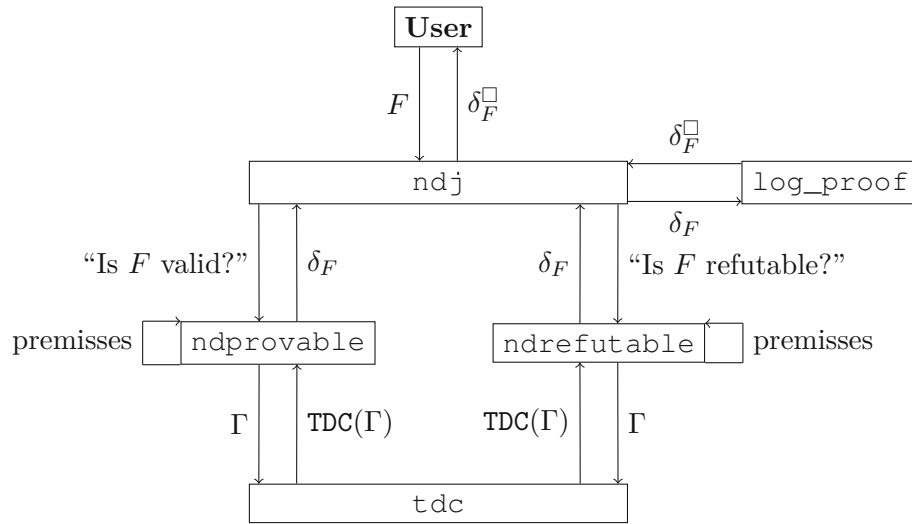 User
F
δ_F^□
δ_F^□
ndj
log_proof
δ_F
“Is F valid?”
δ_F
δ_F
“Is F refutable?”
premisses
ndprovable
ndrefutable
premisses
Γ
TDC(Γ)
TDC(Γ)
Γ
tdc